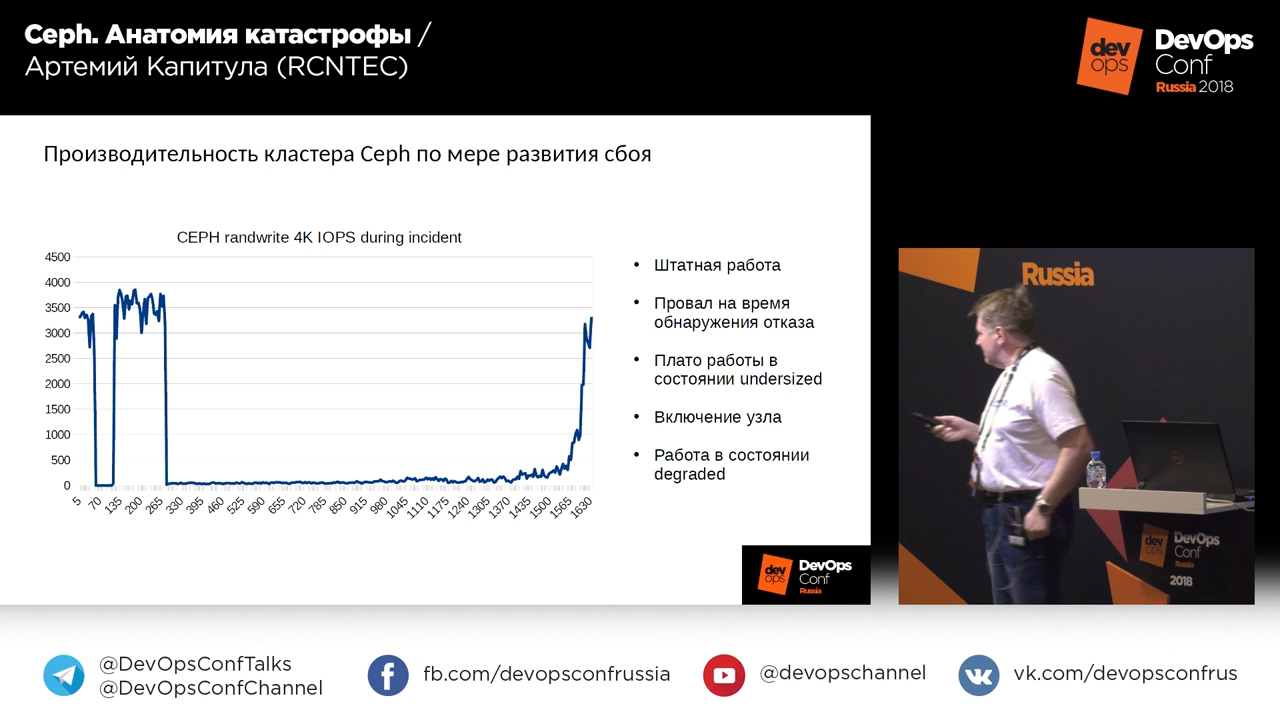 Ceph. Анатомия катастрофы /
Артемий Капитула (RCNTEC)
dev
ops
DevOps
Conf
Russia 2018
Производительность кластера Ceph по мере развития сбоя
CEPH randwrite 4K IOPS during incident
4500
4000
3500
3000
2500
2000
1500
1000
500
0
5 70 135 200 265 330 395 460 525 590 655 720 785 850 915 980 1045 1110 1175 1240 1305 1370 1435 1500 1565 1630
• Штатная работа
• Провал на время
обнаружения отказа
• Плато работы в
состоянии undersized
• Включение узла
• Работа в состоянии
degraded
dev
ops
DevOps
Conf
Russia
Russia
dev
ops
DevOps
Conf
Russia
2018
@DevOpsConfTalks
@DevOpsConfChannel
fb.com/devopsconfrussia
@devopschannel
vk.com/devopsconfrus